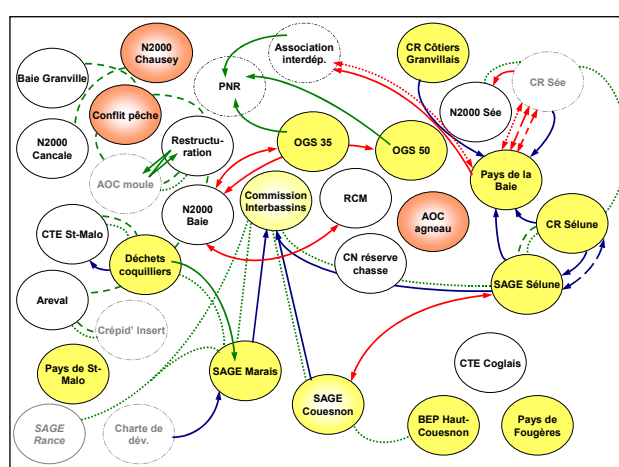 N2000
Chausey
Association
interdép.
CR Côtiers
Granvillais
Baie Granville
PNR
CR Sée
N2000 Sée
Conflit pêche
N2000
Cancale
Restructu-
ration
OGS 35
OGS 50
AOC moule
Pays de la
Baie
Commission
Interbassins
RCM
AOC
agneau
N2000
Baie
CR Sélune
CTE St-Malo
Déchets
coquilliers
CN réserve
chasse
SAGE Sélune
Areval
Crépid' Insert
CTE Coglais
Pays de St-
Malo
SAGE Marais
SAGE
Couesnon
BEP Haut-
Couesnon
Pays de
Fougères
SAGE
Rance
Charte de
dév.